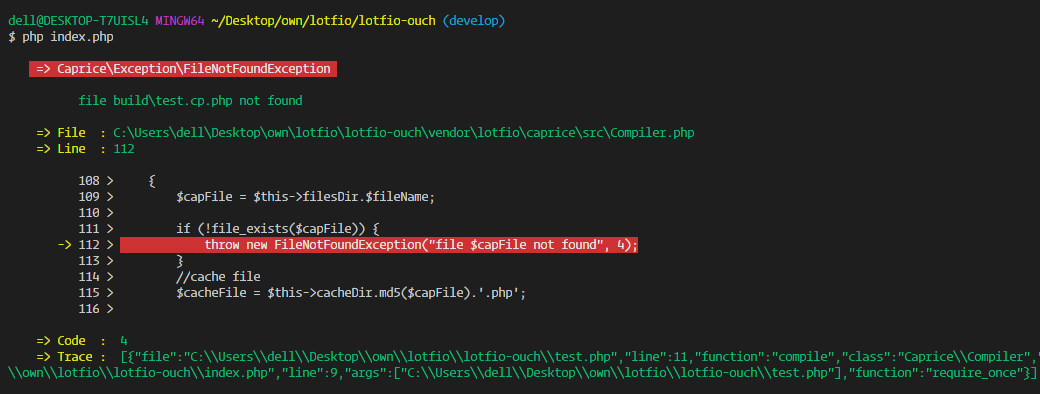 dell@DESKTOP-T7UISL4 MINGW64 ~/Desktop/own/lotfio/lotfio-ouch (develop)
$ php index.php
=> Caprice\Exception\FileNotFoundException
file build\test.cp.php not found
=> File : C:\Users\dell\Desktop\own\lotfio\lotfio-ouch\vendor\lotfio\caprice\src\Compiler.php
=> Line : 112
108 > {
109 > $capFile = $this->filesDir.$fileName;
110 >
111 > if (!file_exists($capFile)) {
-> 112 > throw new FileNotFoundException("file $capFile not found", 4);
113 > }
114 > //cache file
115 > $cacheFile = $this->cacheDir.md5($capFile).'.php';
116 >
=> Code : 4
=> Trace : [{"file":"C:\\Users\\dell\\Desktop\\own\\lotfio\\lotfio-ouch\\test.php","line":11,"function":"compile","class":"Caprice\\Compiler","
\\own\\lotfio\\lotfio-ouch\\index.php","line":9,"args":["C:\\Users\\dell\\Desktop\\own\\lotfio\\lotfio-ouch\\test.php"],"function":"require_once"}]